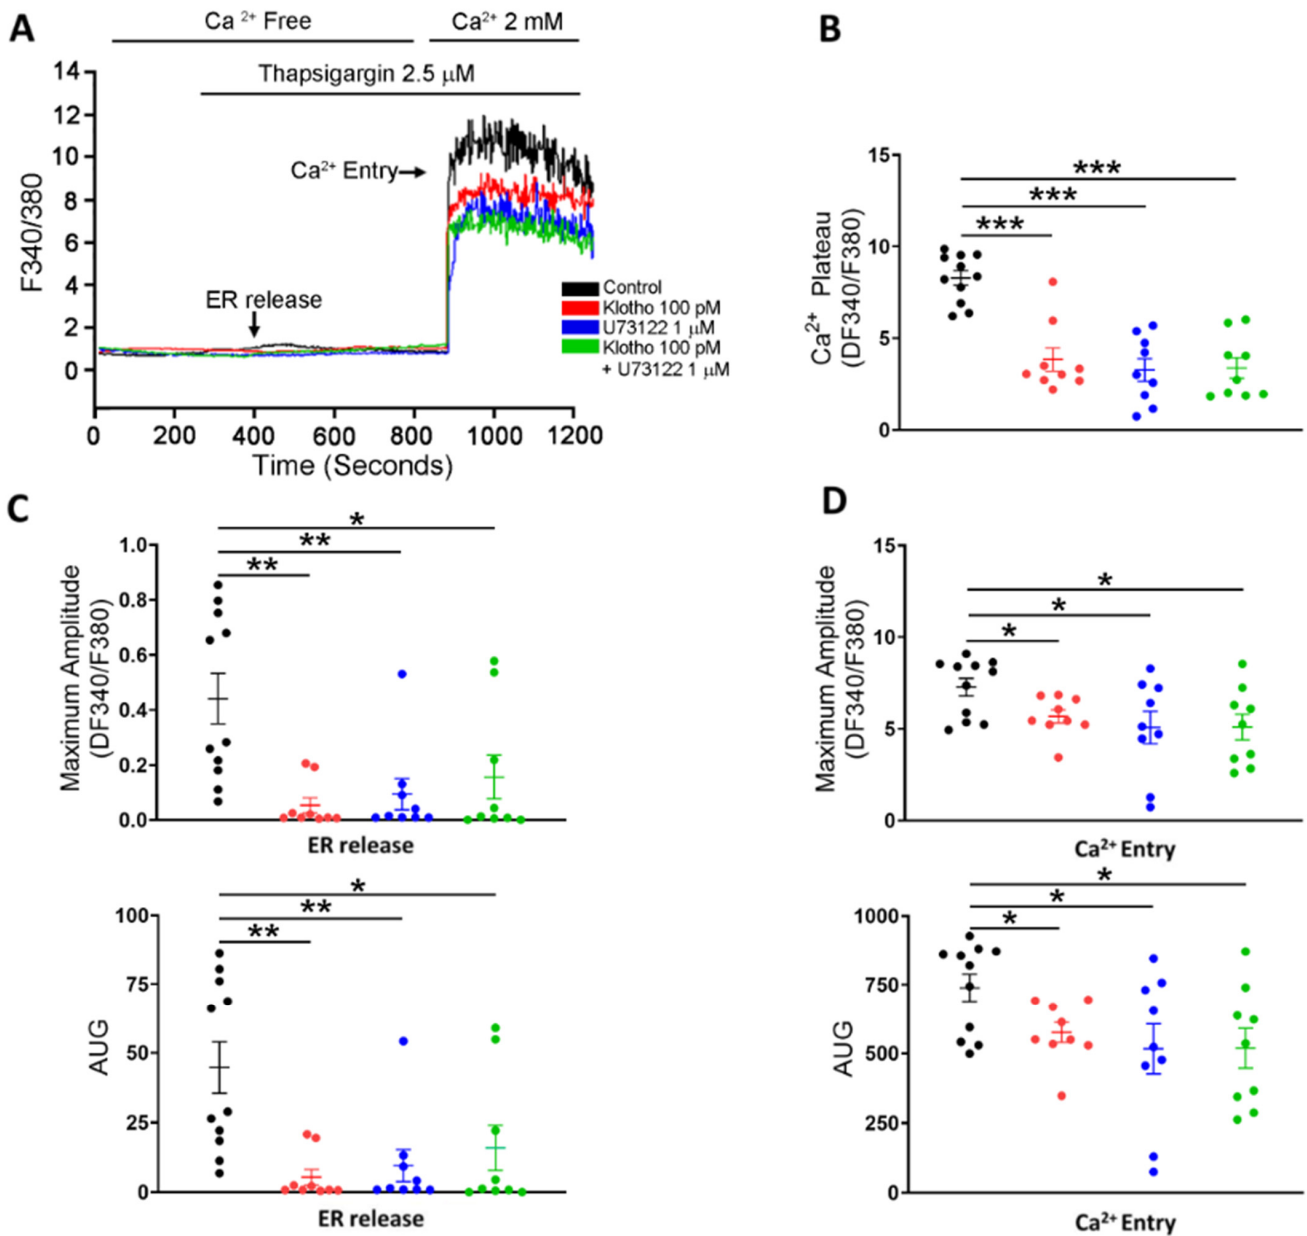 A
Ca 2+ Free
Ca2+ 2 mM
Thapsigargin 2.5 μM
14
12
10
8
6
4
2
0
F340/380
Ca2+ Entry
ER release
Control
Klotho 100 pM
U73122 1 μM
Klotho 100 pM
+ U73122 1 μM
0 200 400 600 800 1000 1200
Time (Seconds)
B
15
10
5
0
Ca2+ Plateau
(DF340/F380)
***
***
***
C
*
**
**
1.0
0.8
0.6
0.4
0.2
0.0
Maximum Amplitude
(DF340/F380)
ER release
D
15
10
5
0
Maximum Amplitude
(DF340/F380)
*
*
*
Ca2+ Entry
*
**
**
100
75
50
25
0
AUG
ER release
*
*
*
1000
750
500
250
0
AUG
Ca2+ Entry